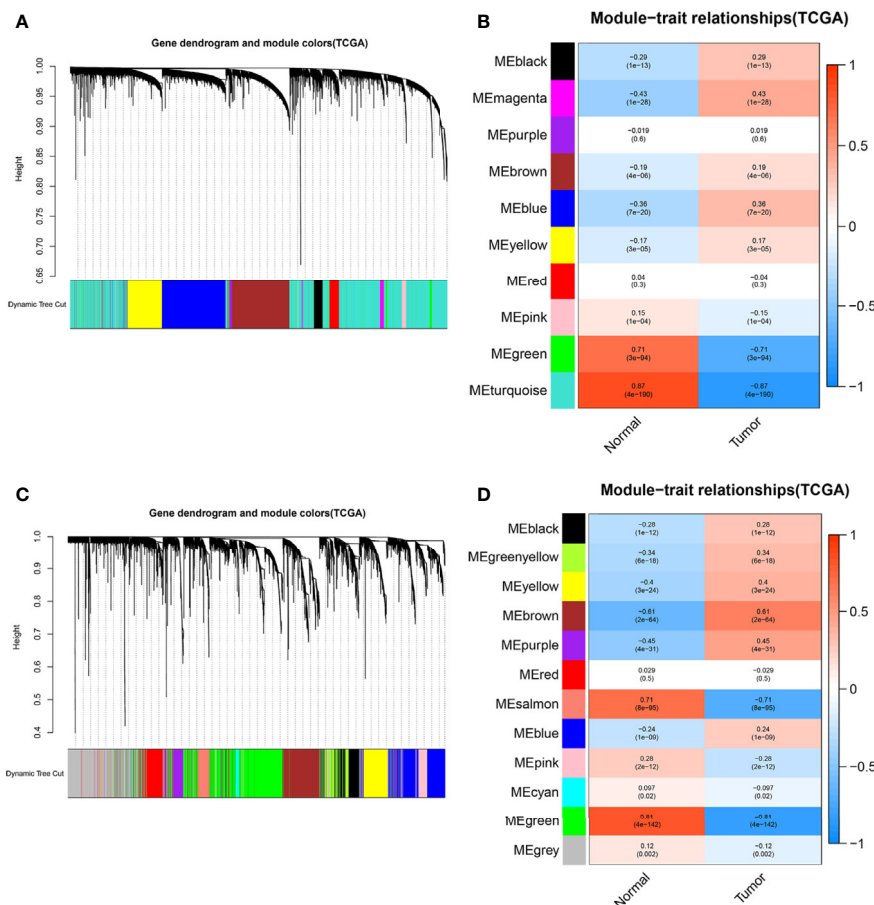 A
Gene dendrogram and module colors(TCGA)
Height
1.00
0.95
0.90
0.85
0.80
0.75
0.70
0.65
Dynamic Tree Cut
B
Module−trait relationships(TCGA)
MEblack −0.29 0.29
(1e−13) (1e−13)
MEmagenta −0.43 0.43
(1e−28) (1e−28)
MEpurple −0.019 0.019
(0.6) (0.6)
MEbrown −0.19 0.19
(4e−06) (4e−06)
MEblue −0.36 0.36
(7e−20) (7e−20)
MEyellow −0.17 0.17
(3e−05) (3e−05)
MEred 0.04 −0.04
(0.3) (0.3)
MEpink 0.15 −0.15
(1e−04) (1e−04)
MEgreen 0.71 −0.71
(3e−94) (3e−94)
MEturquoise 0.87 −0.87
(4e−190) (4e−190)
Normal Tumor
1
0.5
0
−0.5
−1
C
Gene dendrogram and module colors(TCGA)
Height
1.0
0.9
0.8
0.7
0.6
0.5
0.4
Dynamic Tree Cut
D
Module−trait relationships(TCGA)
MEblack −0.28 0.28
(1e−12) (1e−12)
MEgreenyellow −0.34 0.34
(6e−18) (6e−18)
MEyellow −0.4 0.4
(3e−24) (3e−24)
MEbrown −0.61 0.61
(2e−64) (2e−64)
MEpurple −0.45 0.45
(4e−31) (4e−31)
MEred 0.029 −0.029
(0.5) (0.5)
MEsalmon 0.71 −0.71
(8e−95) (8e−95)
MEblue −0.24 0.24
(1e−09) (1e−09)
MEpink 0.28 −0.28
(2e−12) (2e−12)
MEcyan 0.097 −0.097
(0.02) (0.02)
MEgreen 0.81 −0.81
(4e−142) (4e−142)
MEgrey 0.12 −0.12
(0.002) (0.002)
Normal Tumor
1
0.5
0
−0.5
−1